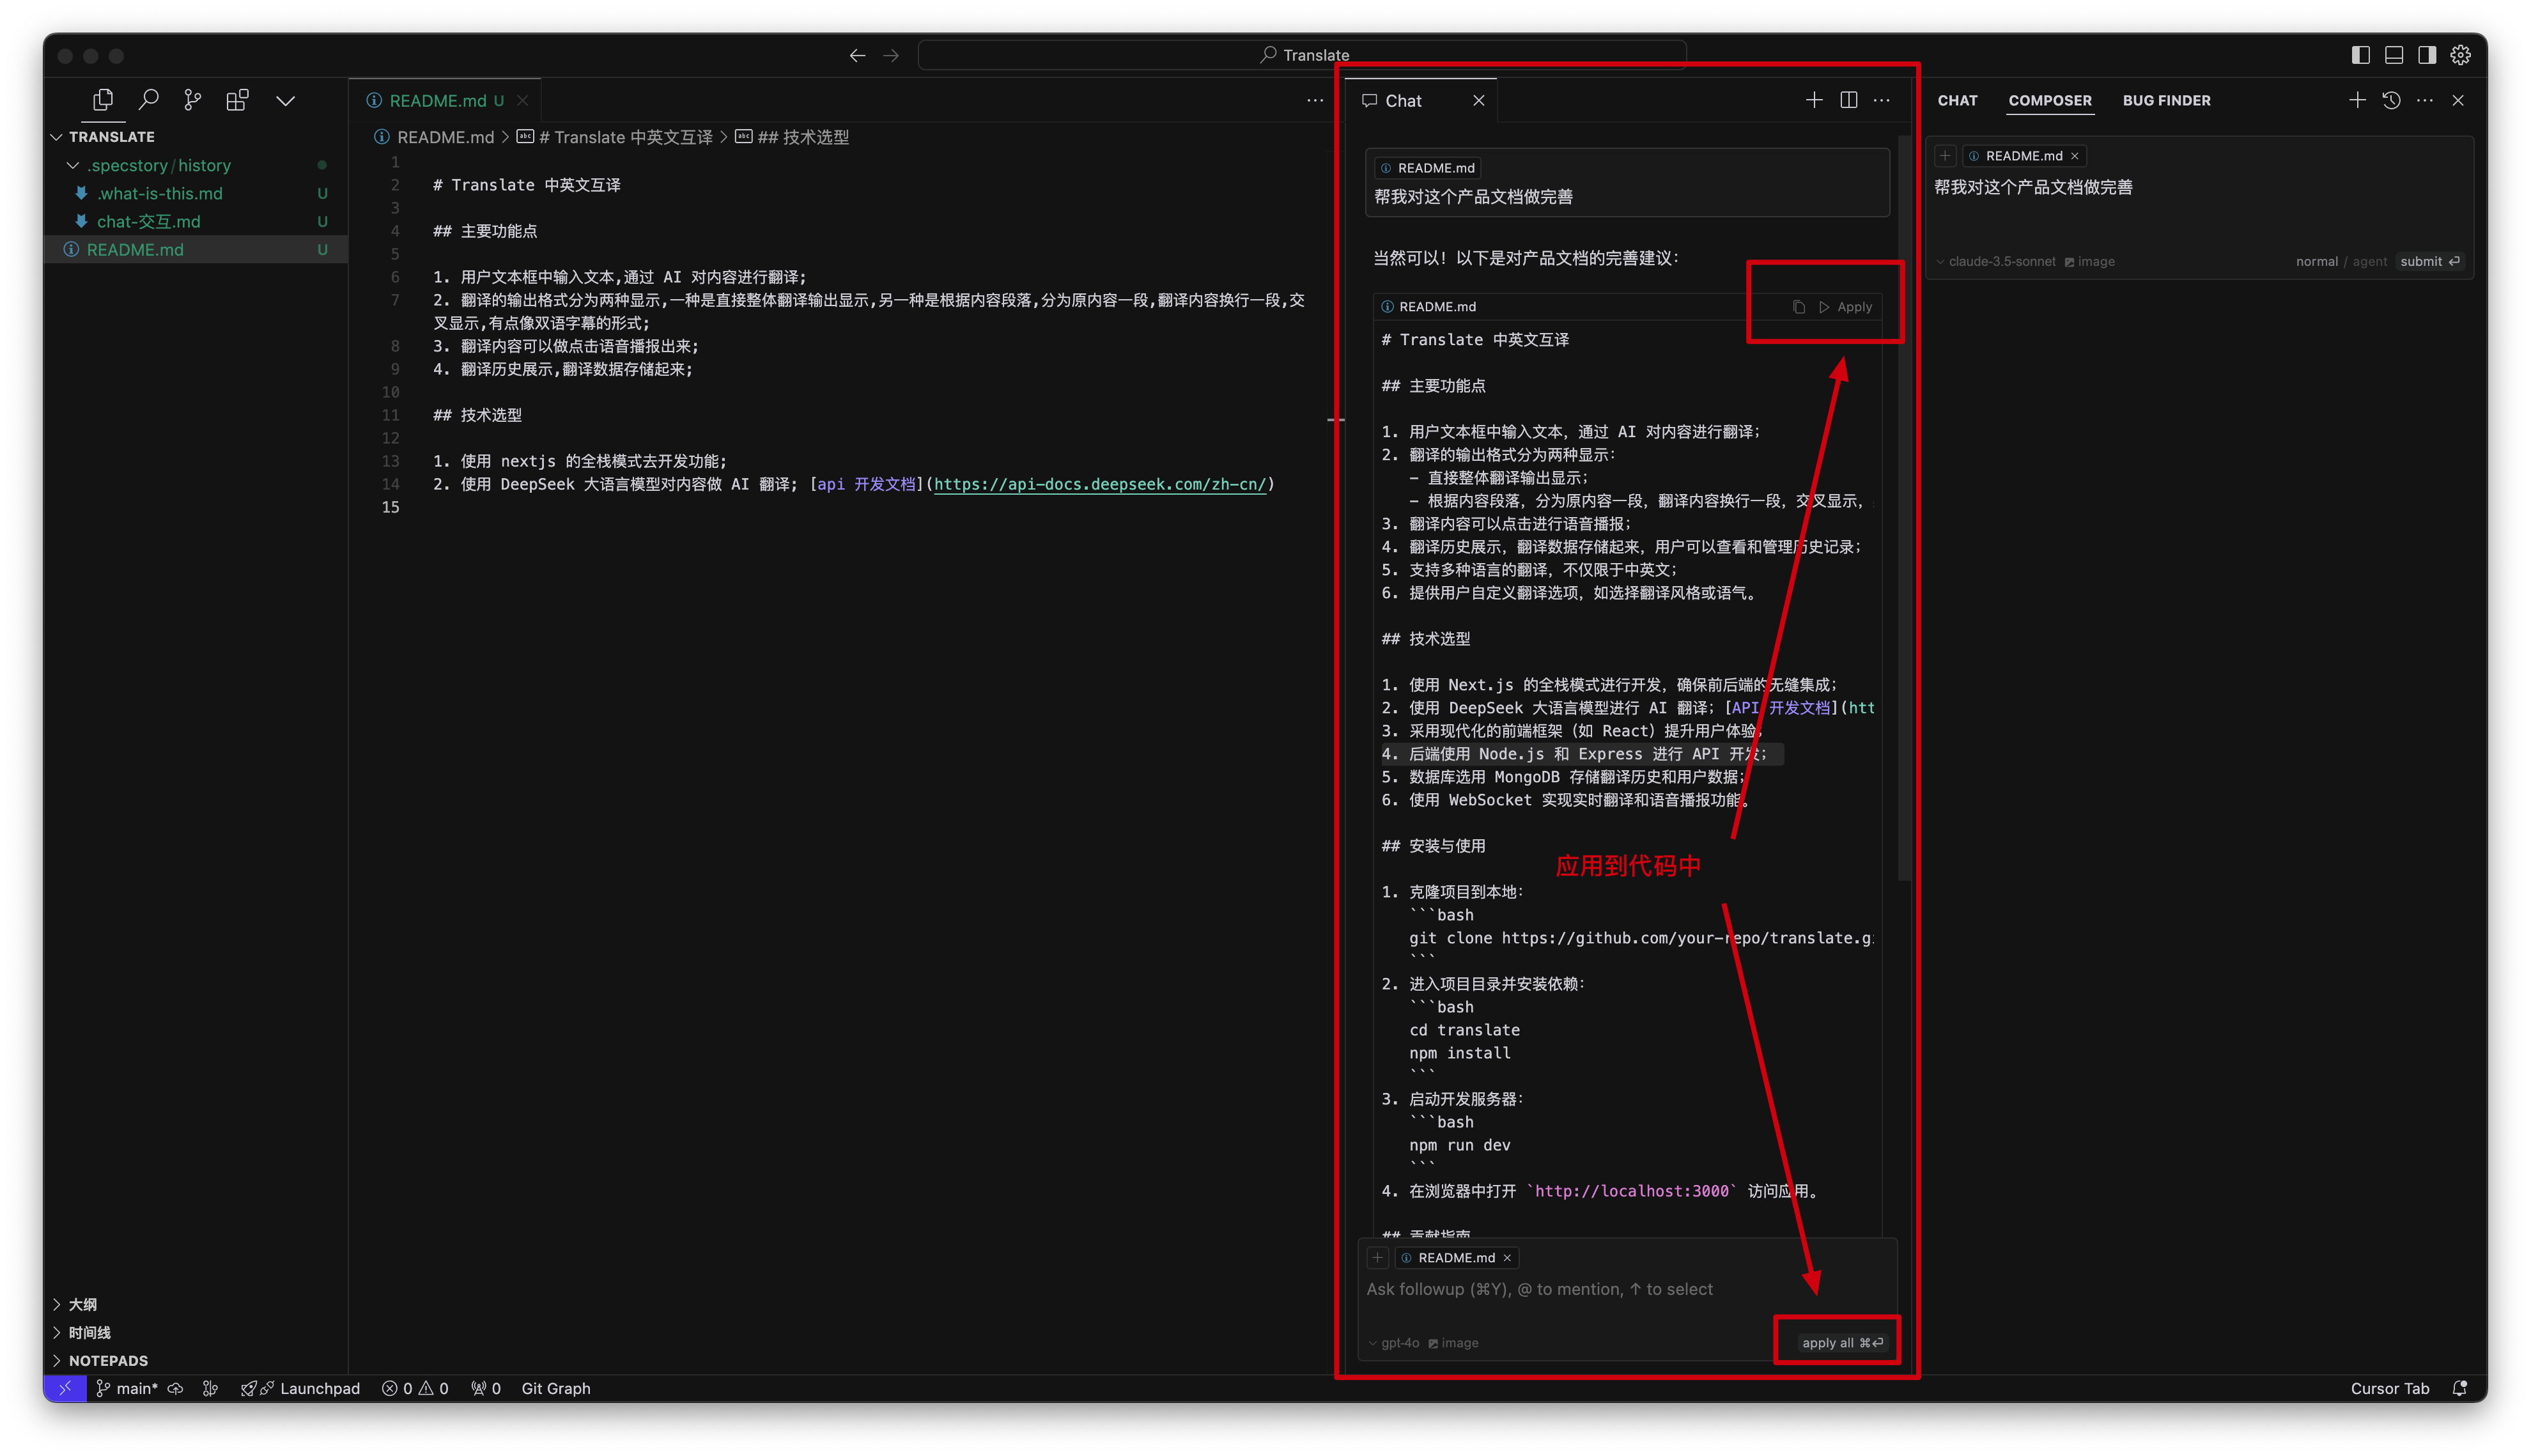 Translate
TRANSLATE
.specstory / history
.what-is-this.md U
chat-交互.md U
README.md U
大纲
时间线
NOTEPADS
README.md U
README.md > # Translate 中英文互译 > ## 技术选型
1
2 # Translate 中英文互译
3
4 ## 主要功能点
5
6 1. 用户文本框中输入文本,通过 AI 对内容进行翻译;
7 2. 翻译的输出格式分为两种显示,一种是直接整体翻译输出显示,另一种是根据内容段落,分为原内容一段,翻译内容换行一段,交
叉显示,有点像双语字幕的形式;
8 3. 翻译内容可以做点击语音播报出来;
9 4. 翻译历史展示,翻译数据存储起来;
10
11 ## 技术选型
12
13 1. 使用 nextjs 的全栈模式去开发功能;
14 2. 使用 DeepSeek 大语言模型对内容做 AI 翻译; [api 开发文档](https://api-docs.deepseek.com/zh-cn/)
15
Chat
README.md
帮我对这个产品文档做完善
当然可以！以下是对产品文档的完善建议：
README.md Apply
# Translate 中英文互译
## 主要功能点
1. 用户文本框中输入文本，通过 AI 对内容进行翻译；
2. 翻译的输出格式分为两种显示：
- 直接整体翻译输出显示；
- 根据内容段落，分为原内容一段，翻译内容换行一段，交叉显示，
3. 翻译内容可以点击进行语音播报；
4. 翻译历史展示，翻译数据存储起来，用户可以查看和管理历史记录；
5. 支持多种语言的翻译，不仅限于中英文；
6. 提供用户自定义翻译选项，如选择翻译风格或语气。
## 技术选型
1. 使用 Next.js 的全栈模式进行开发，确保前后端的无缝集成；
2. 使用 DeepSeek 大语言模型进行 AI 翻译；[API 开发文档](htt
3. 采用现代化的前端框架（如 React）提升用户体验；
4. 后端使用 Node.js 和 Express 进行 API 开发；
5. 数据库选用 MongoDB 存储翻译历史和用户数据；
6. 使用 WebSocket 实现实时翻译和语音播报功能。
## 安装与使用
应用到代码中
1. 克隆项目到本地：
```bash
git clone https://github.com/your-repo/translate.g
```
2. 进入项目目录并安装依赖：
```bash
cd translate
npm install
```
3. 启动开发服务器：
```bash
npm run dev
```
4. 在浏览器中打开 `http://localhost:3000` 访问应用。
## 贡献指南
README.md
Ask followup (⌘Y), @ to mention, ↑ to select
gpt-4o image apply all ⌘⏎
CHAT COMPOSER BUG FINDER
README.md
帮我对这个产品文档做完善
claude-3.5-sonnet image normal / agent submit ⏎
main* Launchpad 0 0 0 Git Graph Cursor Tab